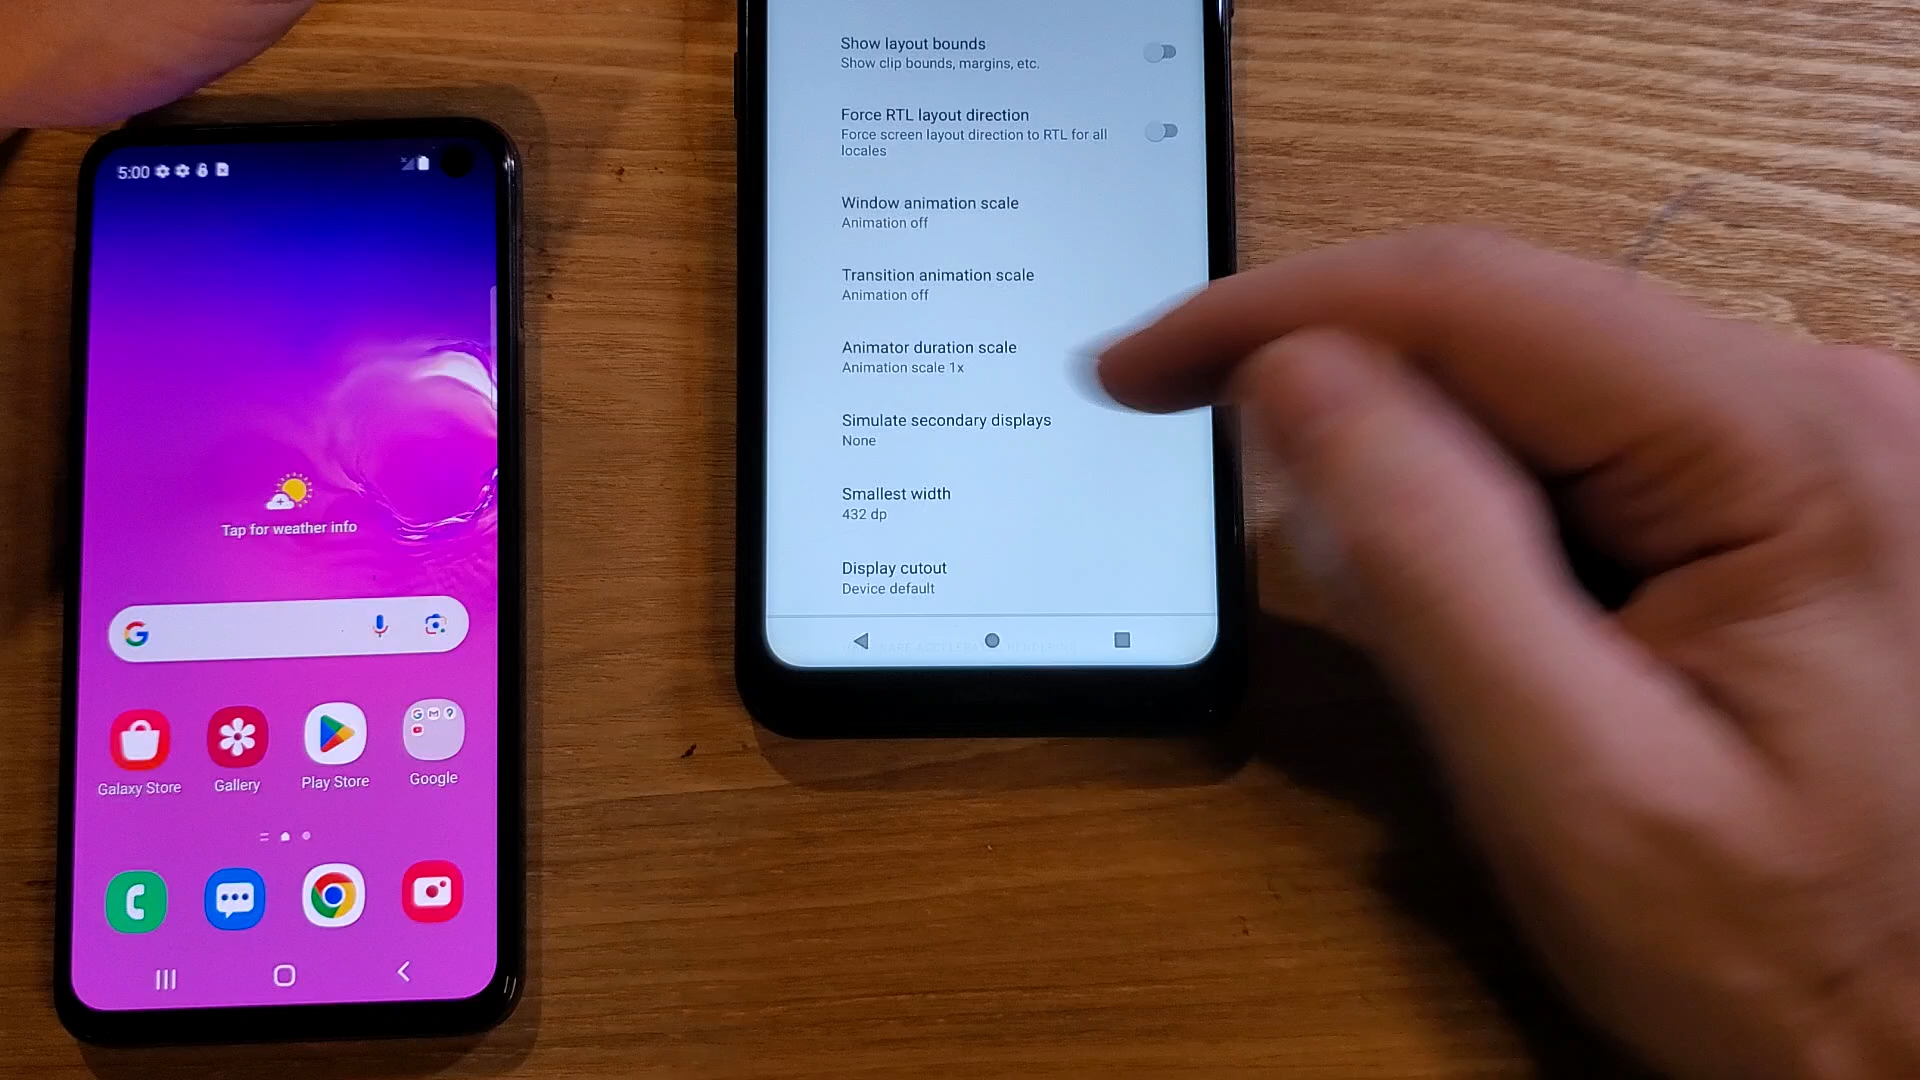 5:00
Tap for weather info
Galaxy Store
Gallery
Play Store
Google
Show layout bounds
Show clip bounds, margins, etc.
Force RTL layout direction
Force screen layout direction to RTL for all
locales
Window animation scale
Animation off
Transition animation scale
Animation off
Animator duration scale
Animation scale 1x
Simulate secondary displays
None
Smallest width
432 dp
Display cutout
Device default